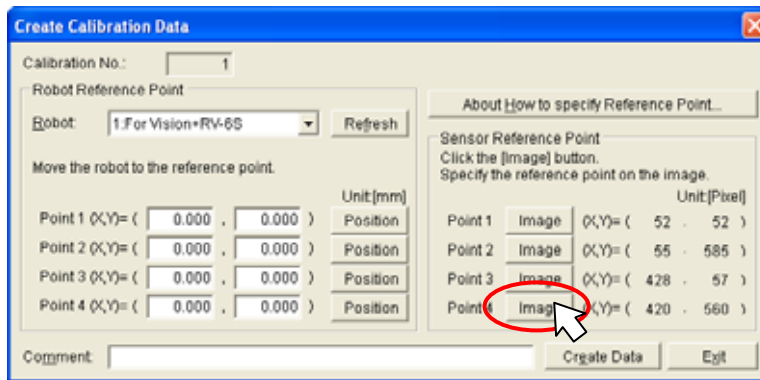 Create Calibration Data
Calibration No.: 1
Robot Reference Point
Robot: 1:For Vision+RV-6S Refresh
Move the robot to the reference point.
Unit:[mm]
Point 1 (X,Y)= ( 0.000 , 0.000 ) Position
Point 2 (X,Y)= ( 0.000 , 0.000 ) Position
Point 3 (X,Y)= ( 0.000 , 0.000 ) Position
Point 4 (X,Y)= ( 0.000 , 0.000 ) Position
About How to specify Reference Point...
Sensor Reference Point
Click the [Image] button.
Specify the reference point on the image.
Unit:[Pixel]
Point 1 Image (X,Y)= ( 52 , 52 )
Point 2 Image (X,Y)= ( 55 , 585 )
Point 3 Image (X,Y)= ( 428 , 57 )
Point 4 Image (X,Y)= ( 420 , 560 )
Comment: Create Data Exit